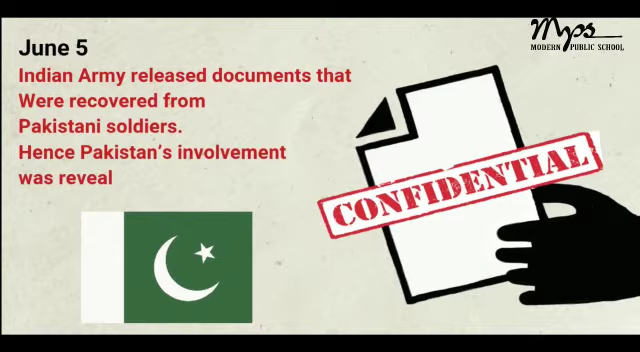 Mps
MODERN PUBLIC SCHOOL
June 5
Indian Army released documents that
Were recovered from
Pakistani soldiers.
Hence Pakistan’s involvement
was reveal
CONFIDENTIAL